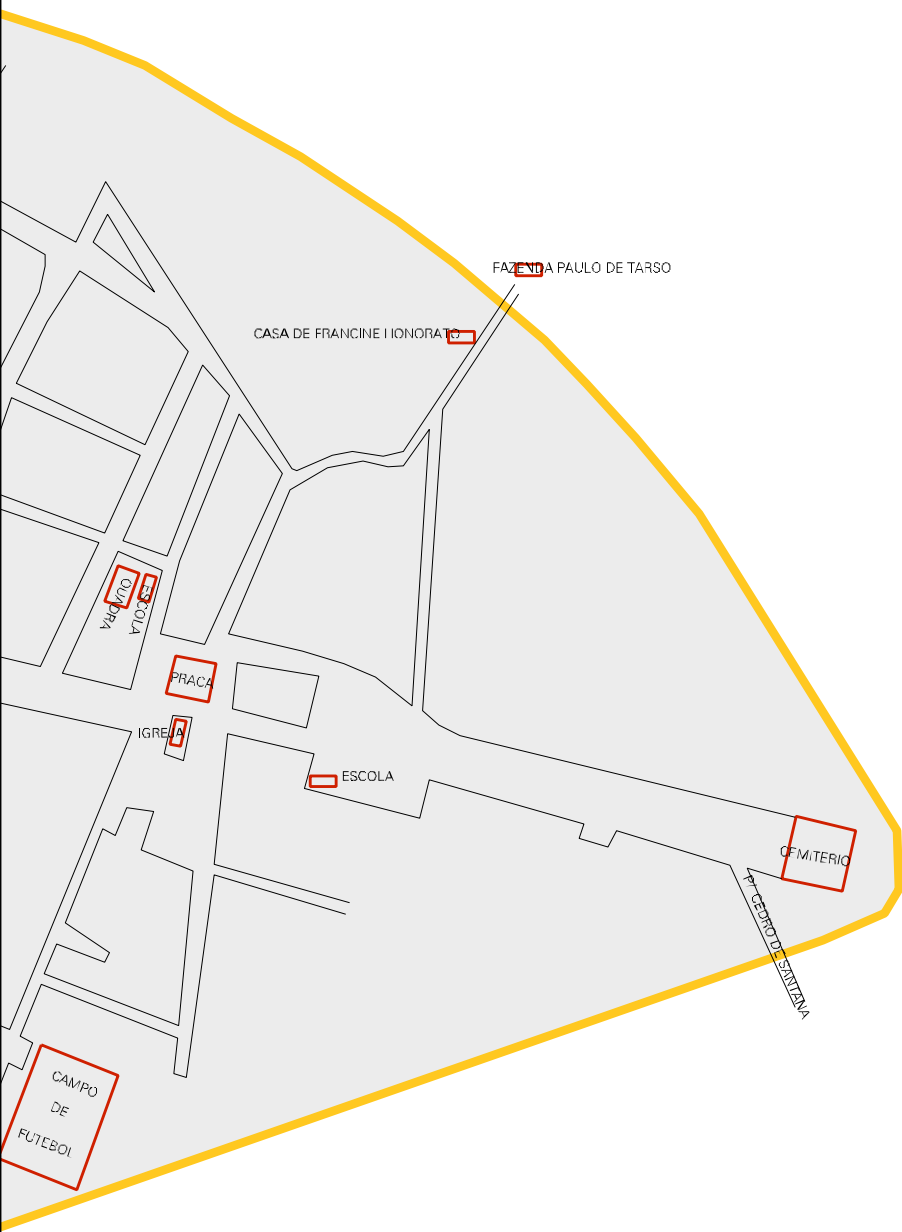 FAZENDA PAULO DE TARSO
CASA DE FRANCINE HONORATO
QUADRA
ESCOLA
PRACA
IGREJA
ESCOLA
CEMITERIO
P/ CEDRO DE SANTANA
CAMPO
DE
FUTEBOL